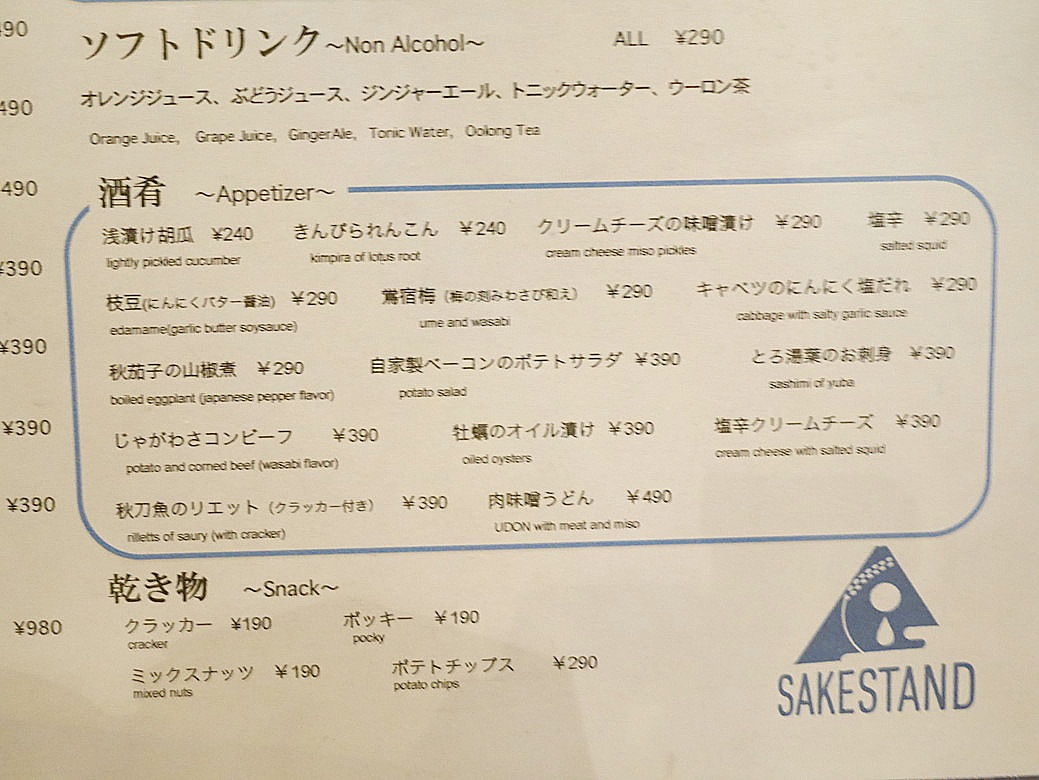 ソフトドリンク～Non Alcohol～ ALL ¥290
オレンジジュース、ぶどうジュース、ジンジャーエール、トニックウォーター、ウーロン茶
Orange Juice, Grape Juice, GingerAle, Tonic Water, Oolong Tea
490
490
490
¥390
¥390
¥390
¥390
¥980
酒肴 ～Appetizer～
浅漬け胡瓜 ¥240 きんぴられんこん ¥240 クリームチーズの味噌漬け ¥290 塩辛 ¥290
lightly pickled cucumber kimpira of lotus root cream cheese miso pickles salted squid
枝豆(にんにくバター醤油) ¥290 鶯宿梅（梅の刻みわさび和え） ¥290 キャベツのにんにく塩だれ ¥290
edamame(garlic butter soysauce) ume and wasabi cabbage with salty garlic sauce
秋茄子の山椒煮 ¥290 自家製ベーコンのポテトサラダ ¥390 とろ湯葉のお刺身 ¥390
boiled eggplant (japanese pepper flavor) potato salad sashimi of yuba
じゃがわさコンビーフ ¥390 牡蠣のオイル漬け ¥390 塩辛クリームチーズ ¥390
potato and corned beef (wasabi flavor) oiled oysters cream cheese with salted squid
秋刀魚のリエット（クラッカー付き） ¥390 肉味噌うどん ¥490
rilletts of saury (with cracker) UDON with meat and miso
乾き物 ～Snack～
クラッカー ¥190 ポッキー ¥190
cracker pocky
ミックスナッツ ¥190 ポテトチップス ¥290
mixed nuts potato chips
SAKESTAND